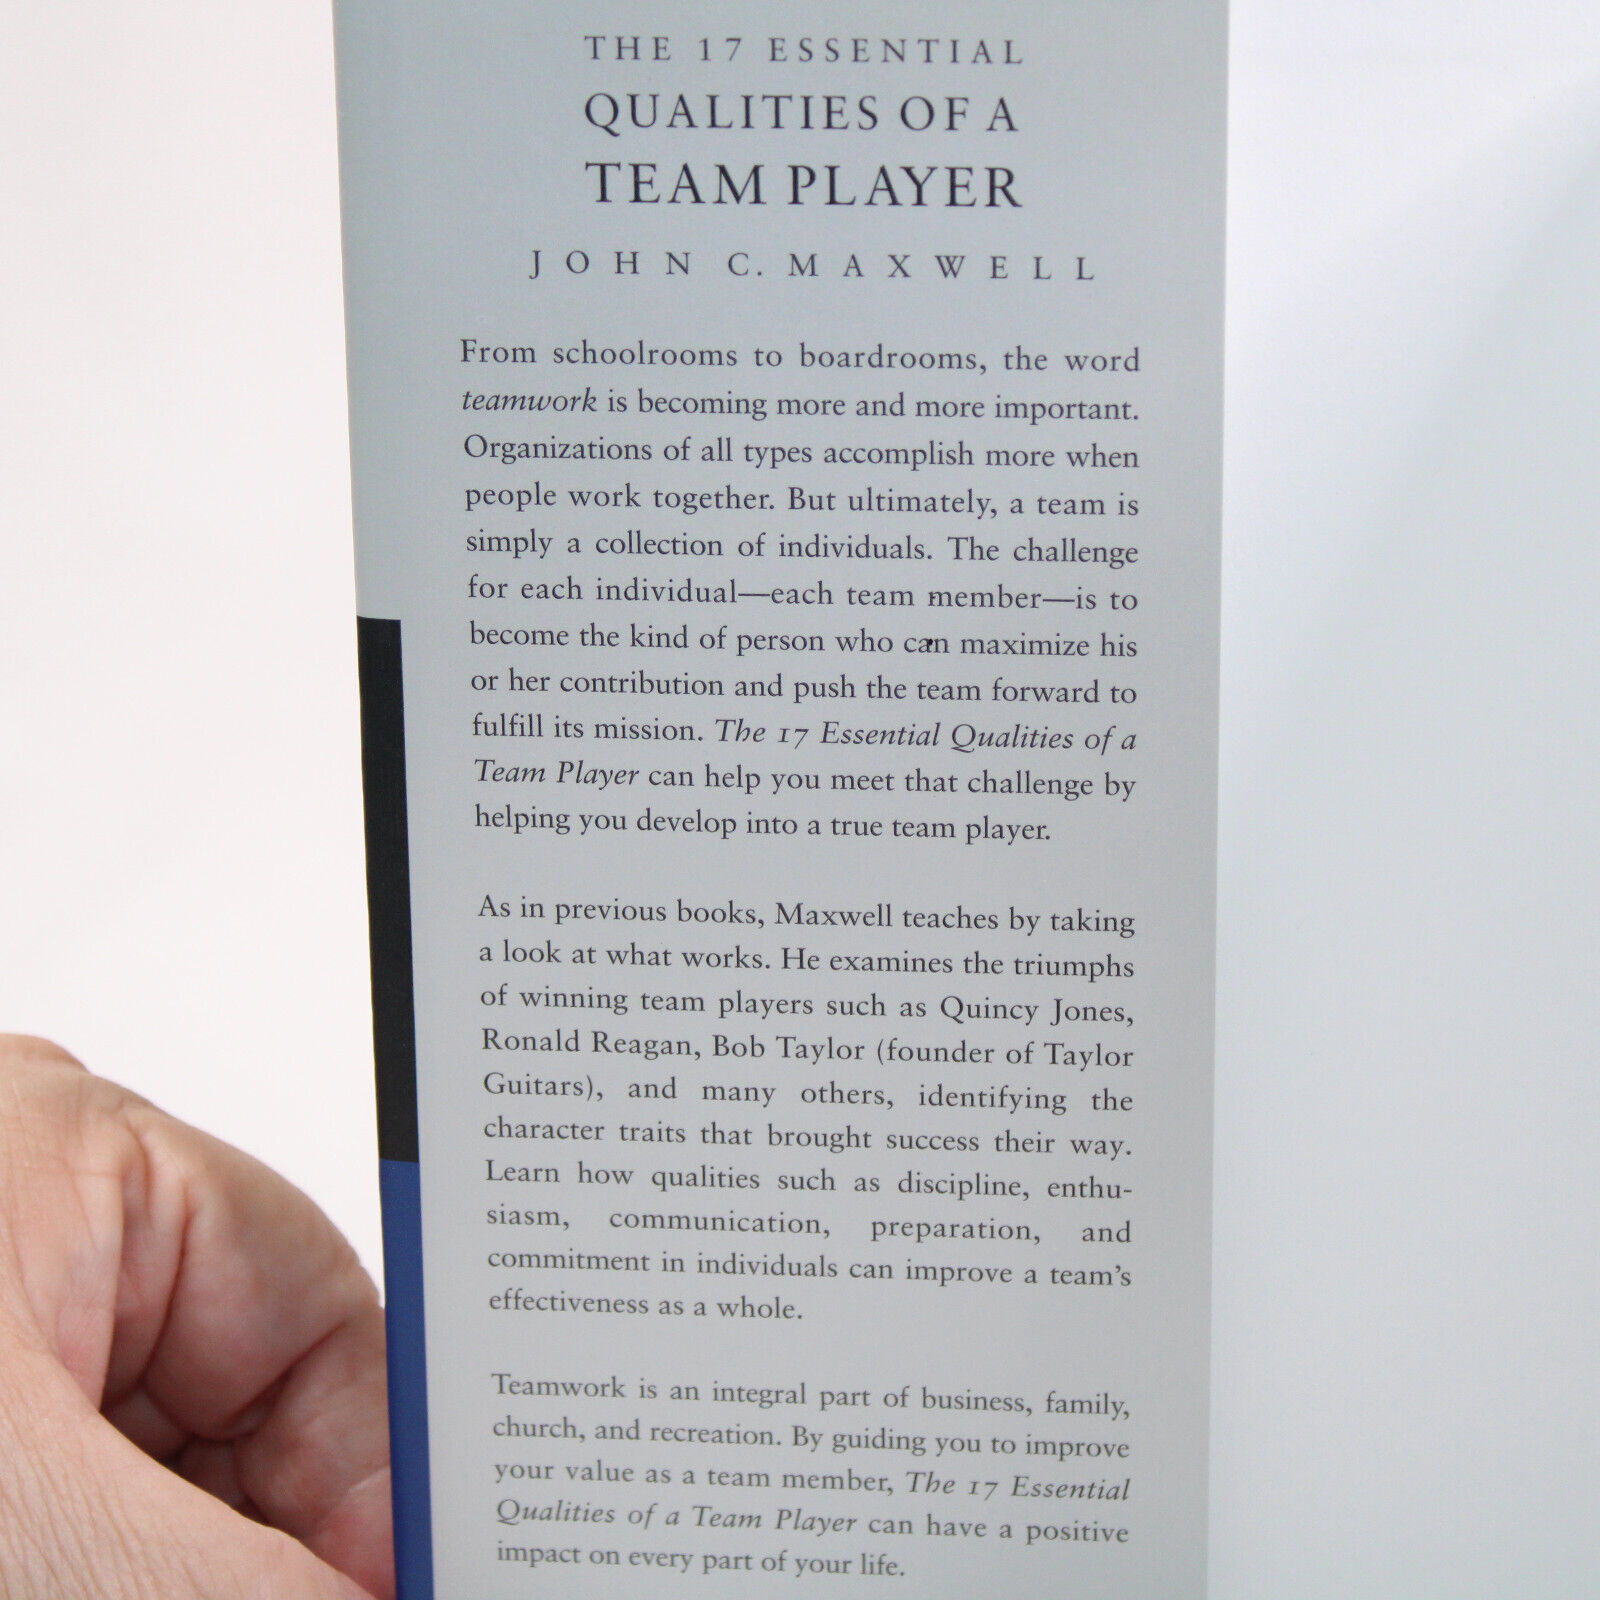 THE 17 ESSENTIAL
QUALITIES OF A
TEAM PLAYER
JOHN C. MAXWELL
From schoolrooms to boardrooms, the word
teamwork is becoming more and more important.
Organizations of all types accomplish more when
people work together. But ultimately, a team is
simply a collection of individuals. The challenge
for each individual—each team member—is to
become the kind of person who can maximize his
or her contribution and push the team forward to
fulfill its mission. The 17 Essential Qualities of a
Team Player can help you meet that challenge by
helping you develop into a true team player.
As in previous books, Maxwell teaches by taking
a look at what works. He examines the triumphs
of winning team players such as Quincy Jones,
Ronald Reagan, Bob Taylor (founder of Taylor
Guitars), and many others, identifying the
character traits that brought success their way.
Learn how qualities such as discipline, enthu-
siasm, communication, preparation, and
commitment in individuals can improve a team's
effectiveness as a whole.
Teamwork is an integral part of business, family,
church, and recreation. By guiding you to improve
your value as a team member, The 17 Essential
Qualities of a Team Player can have a positive
impact on every part of your life.